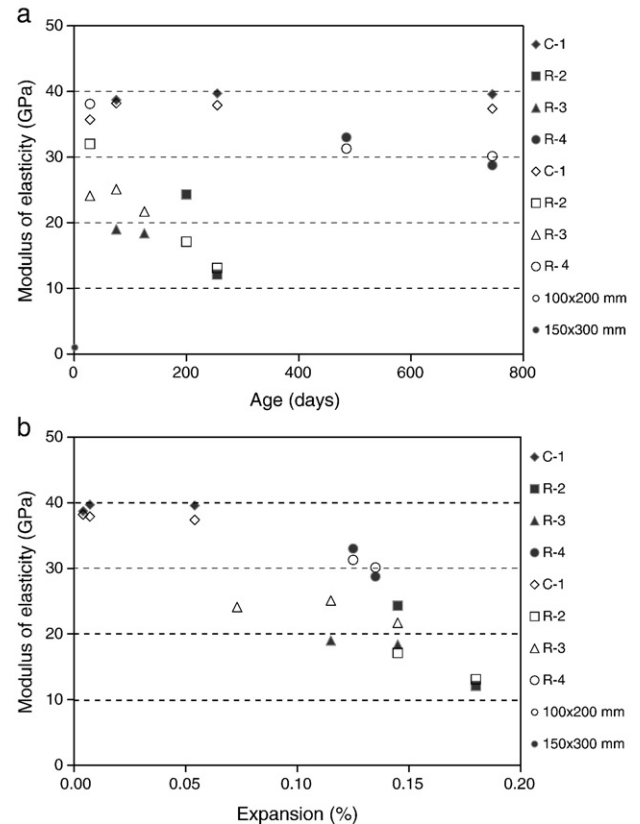 a
50
40
30
20
10
0
0 200 400 600 800
Modulus of elasticity (GPa)
Age (days)
C-1
R-2
R-3
R-4
C-1
R-2
R-3
R- 4
100x200 mm
150x300 mm
b
50
40
30
20
10
0
0.00 0.05 0.10 0.15 0.20
Modulus of elasticity (GPa)
Expansion (%)
C-1
R-2
R-3
R-4
C-1
R-2
R-3
R-4
100x200 mm
150x300 mm